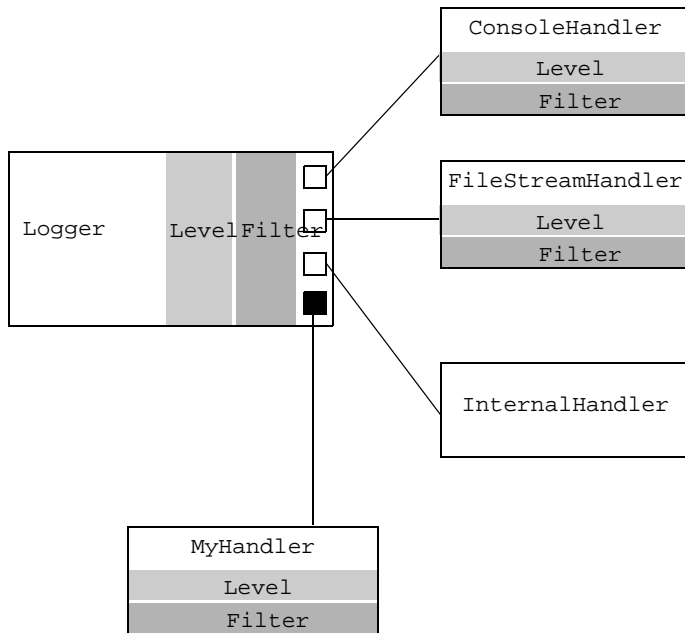 ConsoleHandler
Level
Filter
Logger
Level
Filter
FileStreamHandler
Level
Filter
InternalHandler
MyHandler
Level
Filter